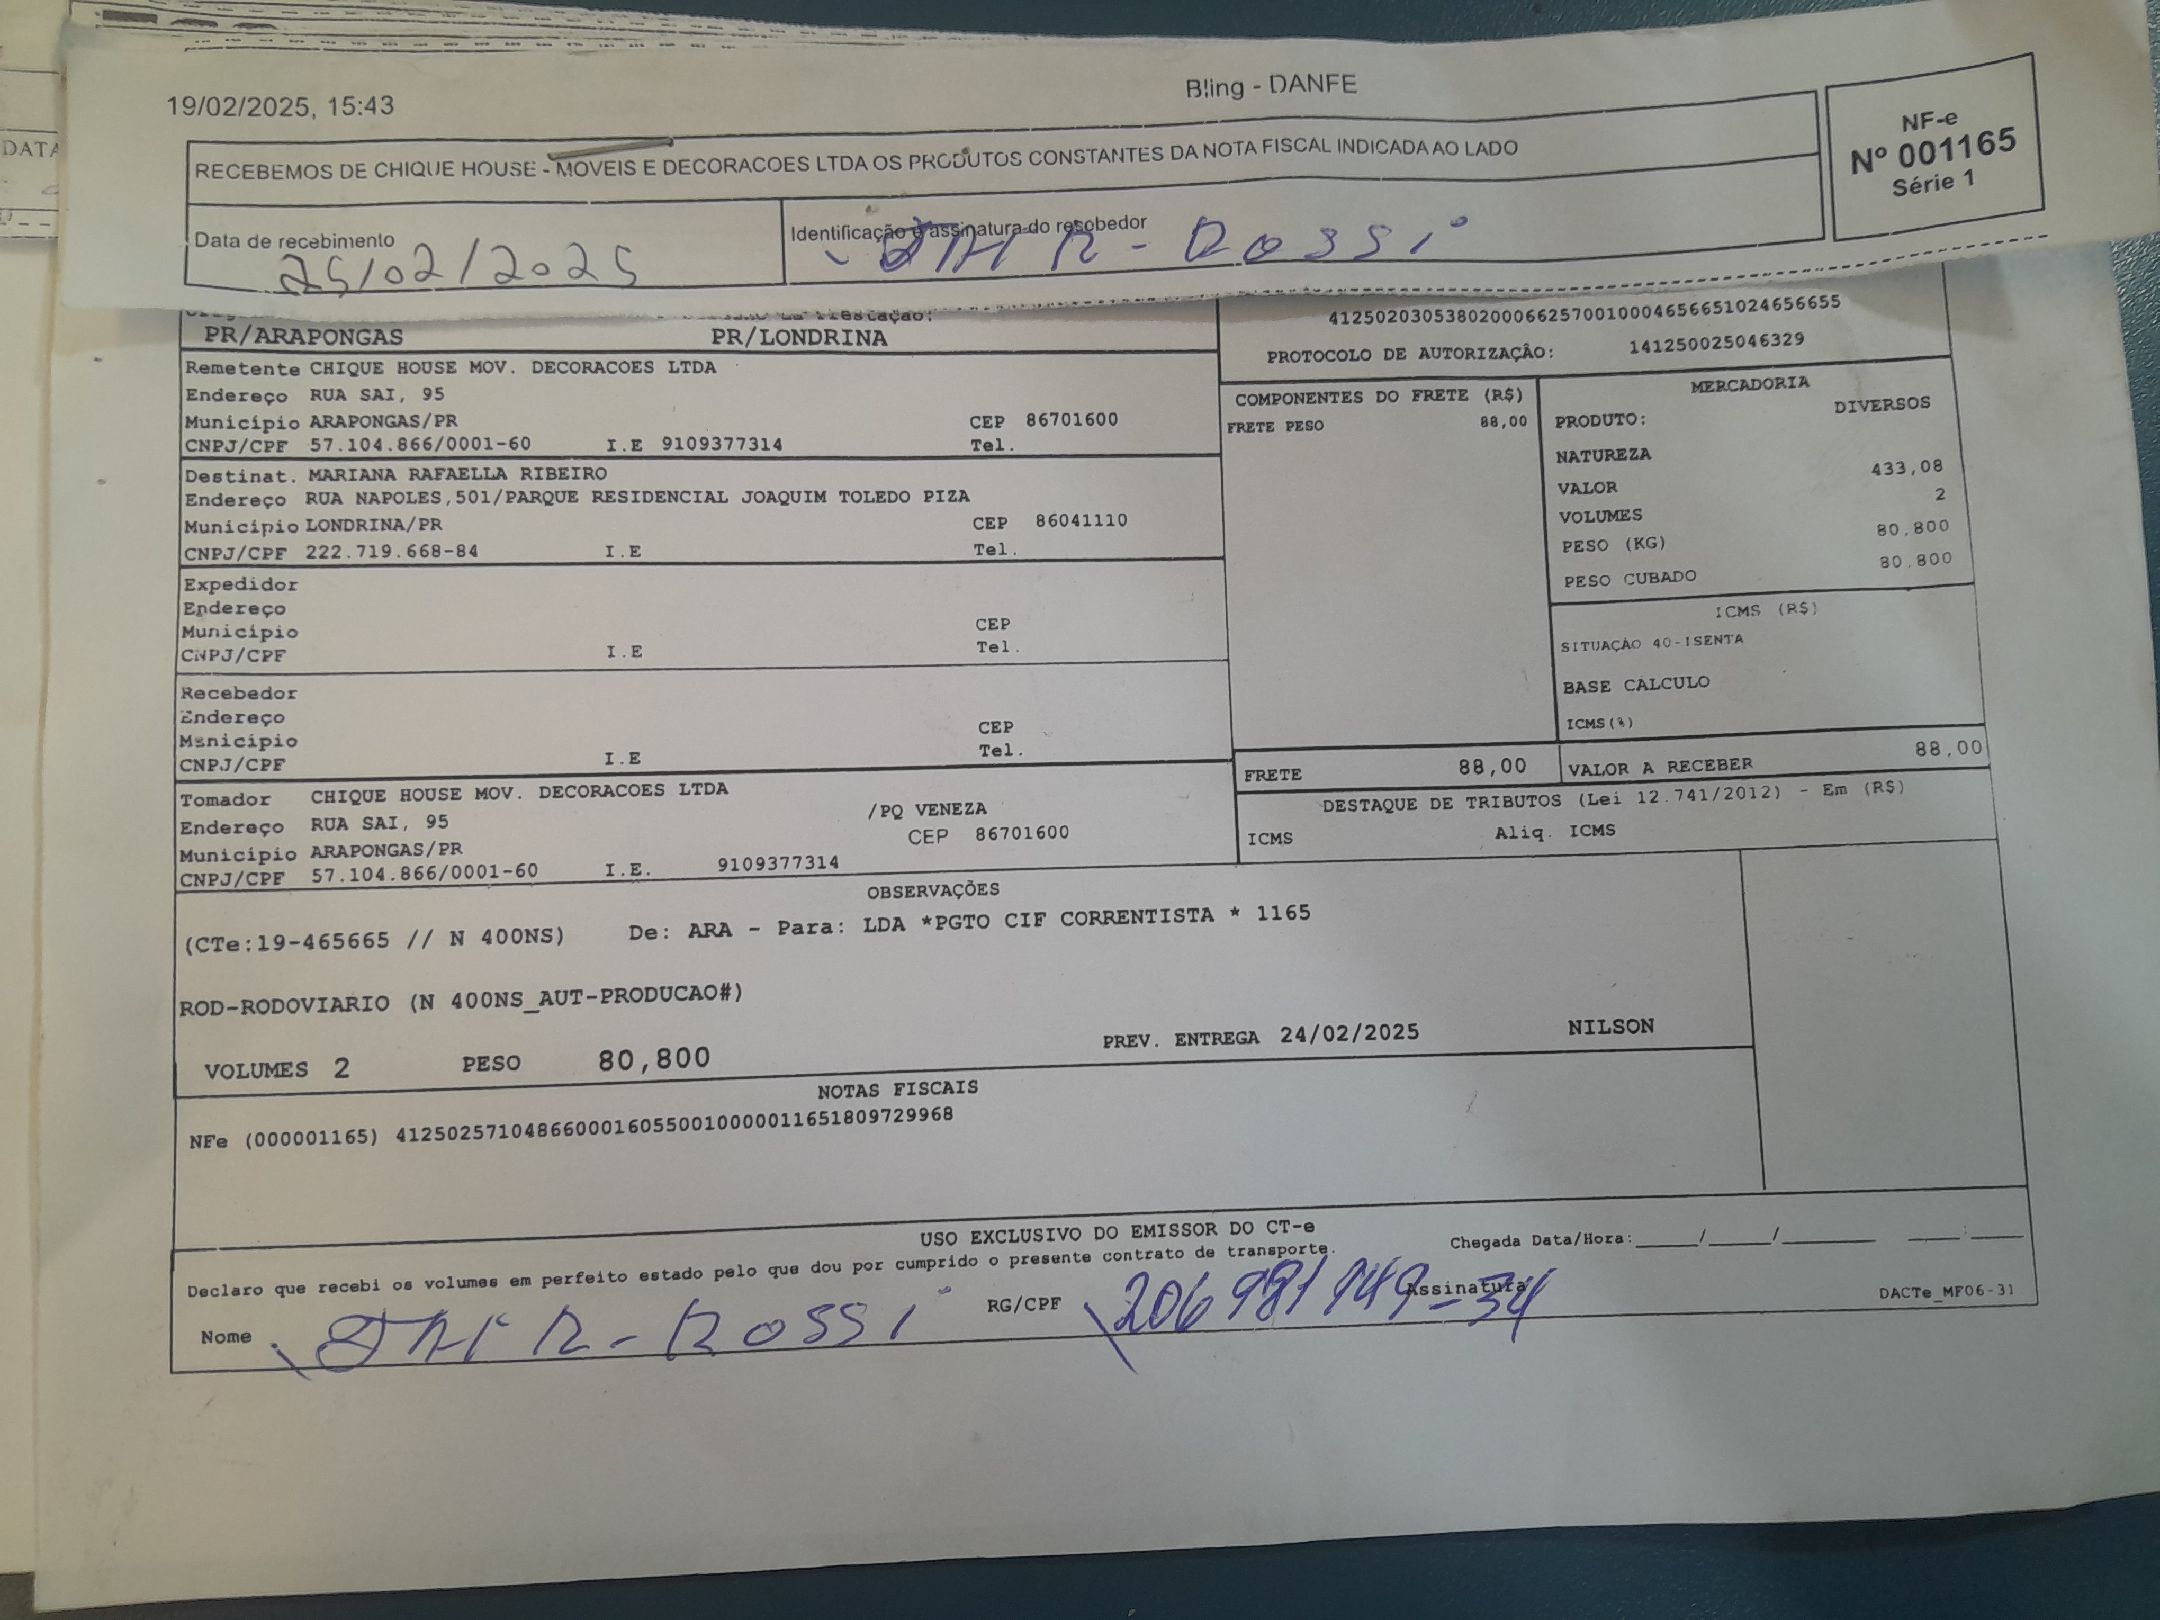 DATA
19/02/2025, 15:43
Bling - DANFE
RECEBEMOS DE CHIQUE HOUSE - MOVEIS E DECORACOES LTDA OS PRODUTOS CONSTANTES DA NOTA FISCAL INDICADA AO LADO
NF-e
Nº 001165
Série 1
Data de recebimento
25/02/2025
Identificação e assinatura do recebedor
JAIR - Rossi
Prestação:
PR/ARAPONGAS PR/LONDRINA
41250203053802000662570010004656651024656655
PROTOCOLO DE AUTORIZAÇÃO: 141250025046329
Remetente CHIQUE HOUSE MOV. DECORACOES LTDA
Endereço RUA SAI, 95
Município ARAPONGAS/PR CEP 86701600
CNPJ/CPF 57.104.866/0001-60 I.E 9109377314 Tel.
Destinat. MARIANA RAFAELLA RIBEIRO
Endereço RUA NAPOLES,501/PARQUE RESIDENCIAL JOAQUIM TOLEDO PIZA
Município LONDRINA/PR CEP 86041110
CNPJ/CPF 222.719.668-84 I.E Tel.
Expedidor
Endereço
Município CEP
CNPJ/CPF I.E Tel.
Recebedor
Endereço
Município CEP
CNPJ/CPF I.E Tel.
Tomador CHIQUE HOUSE MOV. DECORACOES LTDA
Endereço RUA SAI, 95 /PQ VENEZA
Município ARAPONGAS/PR CEP 86701600
CNPJ/CPF 57.104.866/0001-60 I.E. 9109377314
COMPONENTES DO FRETE (R$)
FRETE PESO 88,00
MERCADORIA
PRODUTO: DIVERSOS
NATUREZA
VALOR 433,08
VOLUMES 2
PESO (KG) 80,800
PESO CUBADO 80,800
ICMS (R$)
SITUAÇÃO 40-ISENTA
BASE CÁLCULO
ICMS(%)
FRETE 88,00 VALOR A RECEBER 88,00
DESTAQUE DE TRIBUTOS (Lei 12.741/2012) - Em (R$)
ICMS Aliq. ICMS
OBSERVAÇÕES
(CTe:19-465665 // N 400NS) De: ARA - Para: LDA *PGTO CIF CORRENTISTA * 1165
ROD-RODOVIARIO (N 400NS_AUT-PRODUCAO#)
PREV. ENTREGA 24/02/2025 NILSON
VOLUMES 2 PESO 80,800
NOTAS FISCAIS
NFe (000001165) 41250257104866000160550010000011651809729968
USO EXCLUSIVO DO EMISSOR DO CT-e
Declaro que recebi os volumes em perfeito estado pelo que dou por cumprido o presente contrato de transporte.
Chegada Data/Hora:_____/_____/_______ ____:____
Nome JAIR - Rossi RG/CPF 206981949-34 Assinatura
DACTe_MF06-31